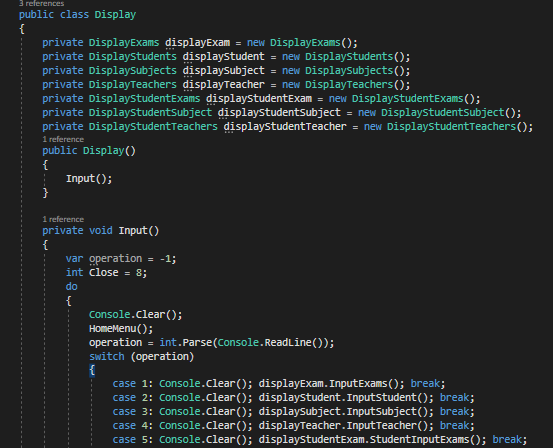 3 references
public class Display
{
private DisplayExams displayExam = new DisplayExams();
private DisplayStudents displayStudent = new DisplayStudents();
private DisplaySubjects displaySubject = new DisplaySubjects();
private DisplayTeachers displayTeacher = new DisplayTeachers();
private DisplayStudentExams displayStudentExam = new DisplayStudentExams();
private DisplayStudentSubject displayStudentSubject = new DisplayStudentSubject();
private DisplayStudentTeachers displayStudentTeacher = new DisplayStudentTeachers();
1 reference
public Display()
{
Input();
}
1 reference
private void Input()
{
var operation = -1;
int Close = 8;
do
{
Console.Clear();
HomeMenu();
operation = int.Parse(Console.ReadLine());
switch (operation)
{
case 1: Console.Clear(); displayExam.InputExams(); break;
case 2: Console.Clear(); displayStudent.InputStudent(); break;
case 3: Console.Clear(); displaySubject.InputSubject(); break;
case 4: Console.Clear(); displayTeacher.InputTeacher(); break;
case 5: Console.Clear(); displayStudentExam.StudentInputExams(); break;